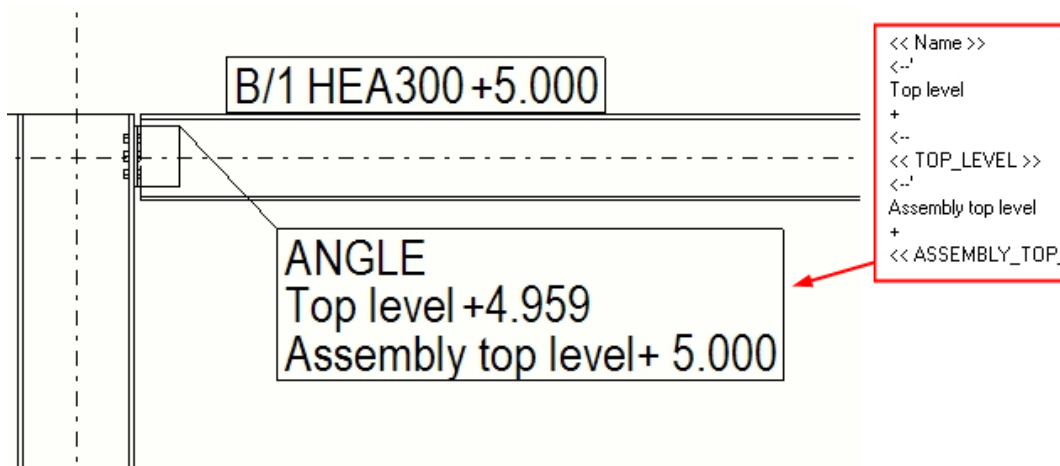 B/1 HEA300 +5.000
ANGLE
Top level +4.959
Assembly top level+ 5.000
<< Name >>
<--'
Top level
+
<--
<< TOP_LEVEL >>
<--'
Assembly top level
+
<< ASSEMBLY_TOP_